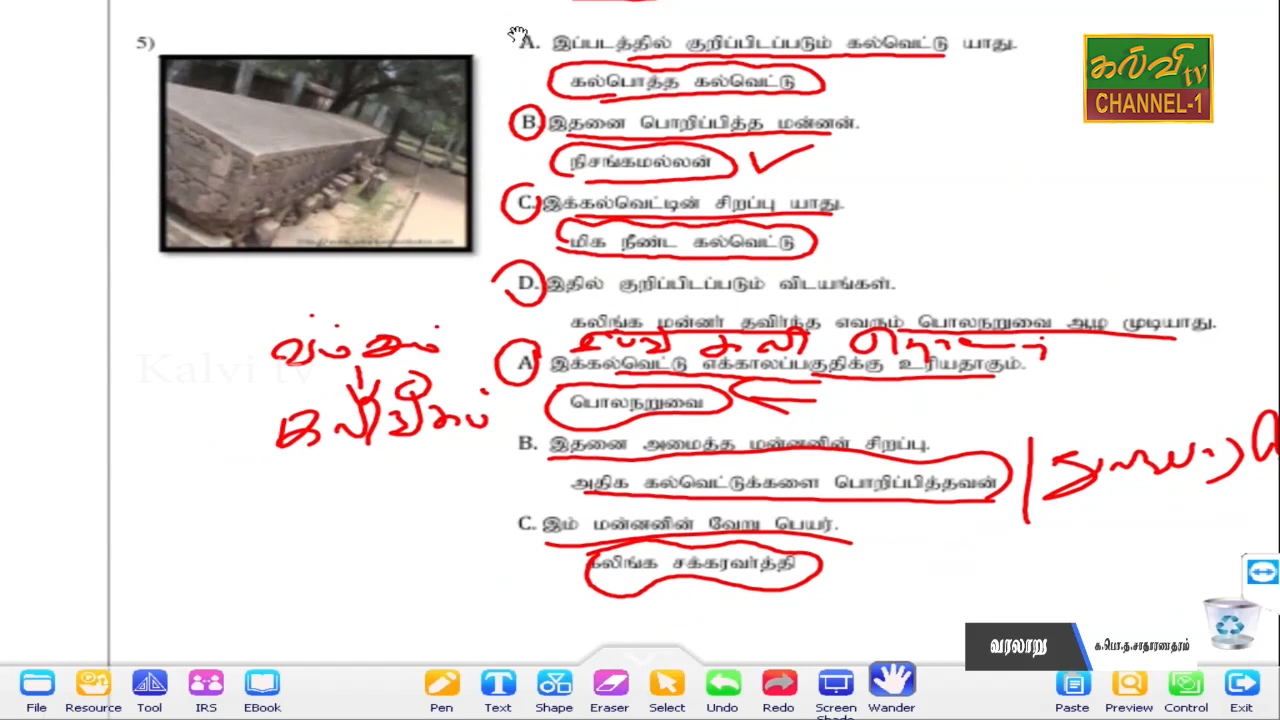 5)
A. இப்படத்தில் குறிப்பிடப்படும் கல்வெட்டு யாது.
கல்பொத்த கல்வெட்டு
B. இதனை பொறிப்பித்த மன்னன்.
நிசங்கமல்லன்
C. இக்கல்வெட்டின் சிறப்பு யாது.
மிக நீண்ட கல்வெட்டு
D. இதில் குறிப்பிடப்படும் விடயங்கள்.
கலிங்க மன்னர் தவிர்ந்த எவரும் பொலநறுவை ஆழ முடியாது.
A இக்கல்வெட்டு எக்காலப்பகுதிக்கு உரியதாகும்.
பொலநறுவை
B. இதனை அமைத்த மன்னனின் சிறப்பு.
அதிக கல்வெட்டுக்களை பொறிப்பித்தவன்
C. இம் மன்னனின் வேறு பெயர்.
கலிங்க சக்கரவர்த்தி
கல்வி tv
CHANNEL-1
Kalvi tv
வரலாறு
க.பொ.த.சாதாரணதரம்
File Resource Tool IRS EBook Pen Text Shape Eraser Select Undo Redo Screen Shade Wander Paste Preview Control Exit